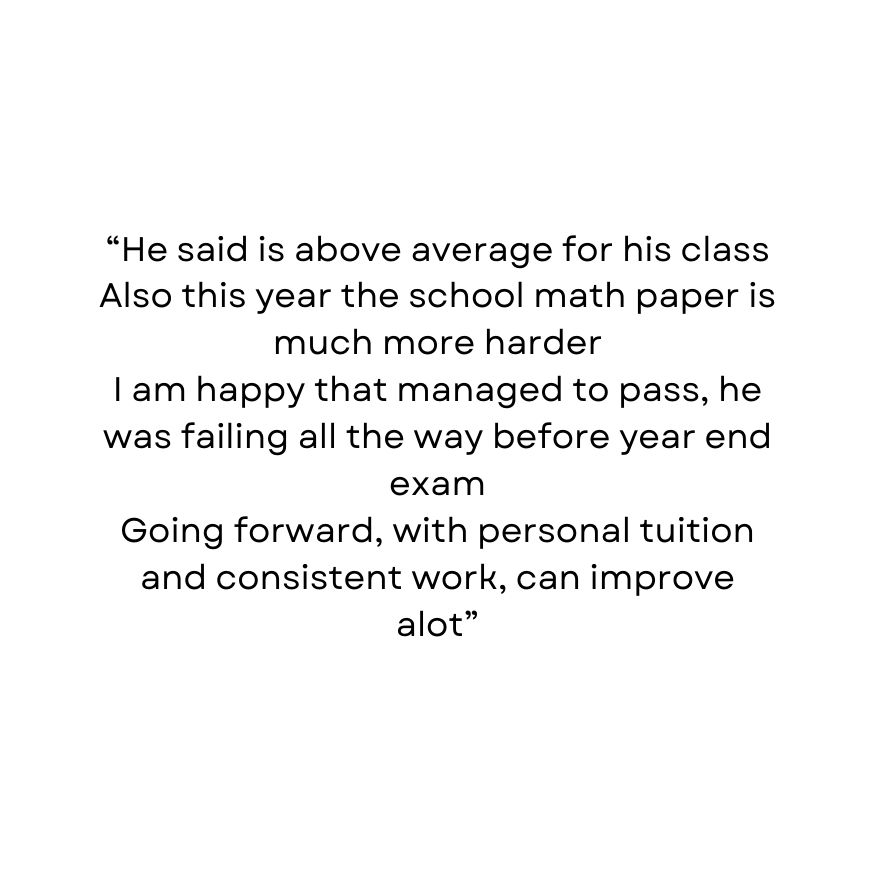 “He said is above average for his class
Also this year the school math paper is
much more harder
I am happy that managed to pass, he
was failing all the way before year end
exam
Going forward, with personal tuition
and consistent work, can improve
alot”